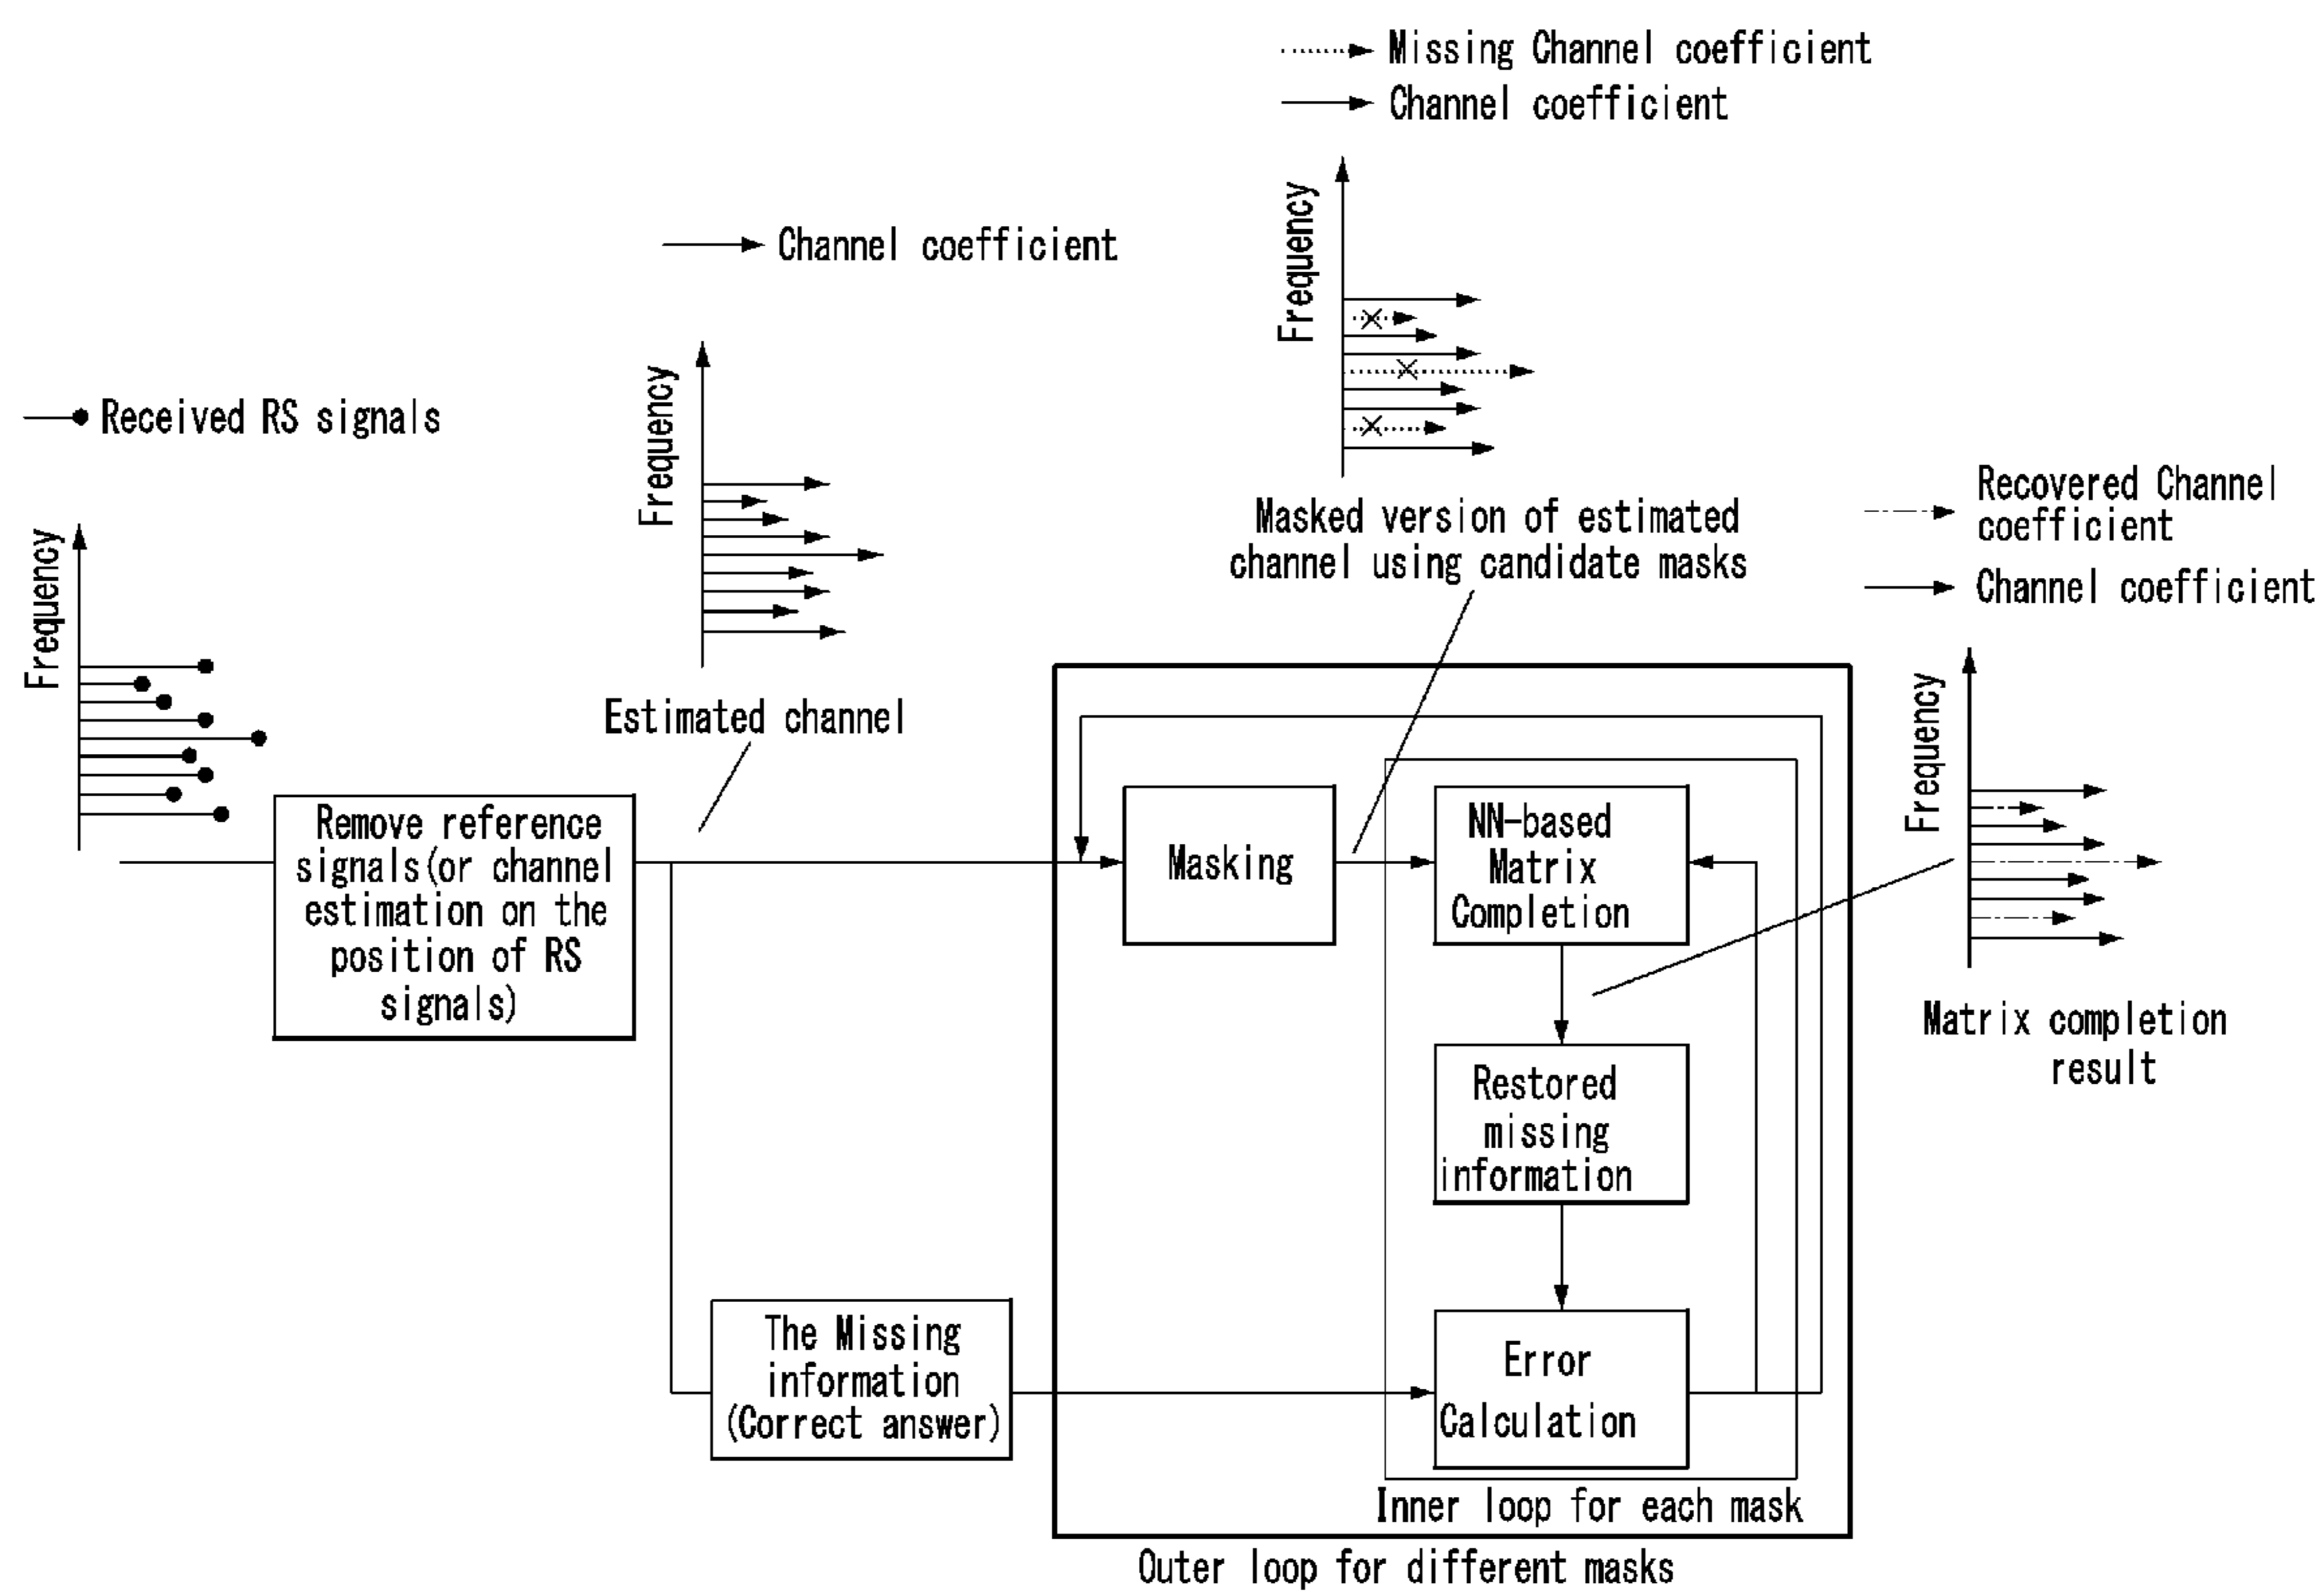 Missing Channel coefficient
Channel coefficient
Frequency
Channel coefficient
Frequency
Received RS signals
Frequency
Masked version of estimated
channel using candidate masks
Recovered Channel
coefficient
Channel coefficient
Frequency
Estimated channel
Remove reference
signals(or channel
estimation on the
position of RS
signals)
Masking
NN-based
Matrix
Completion
Matrix completion
result
Restored
missing
information
The Missing
information
(Correct answer)
Error
Calculation
Inner loop for each mask
Outer loop for different masks